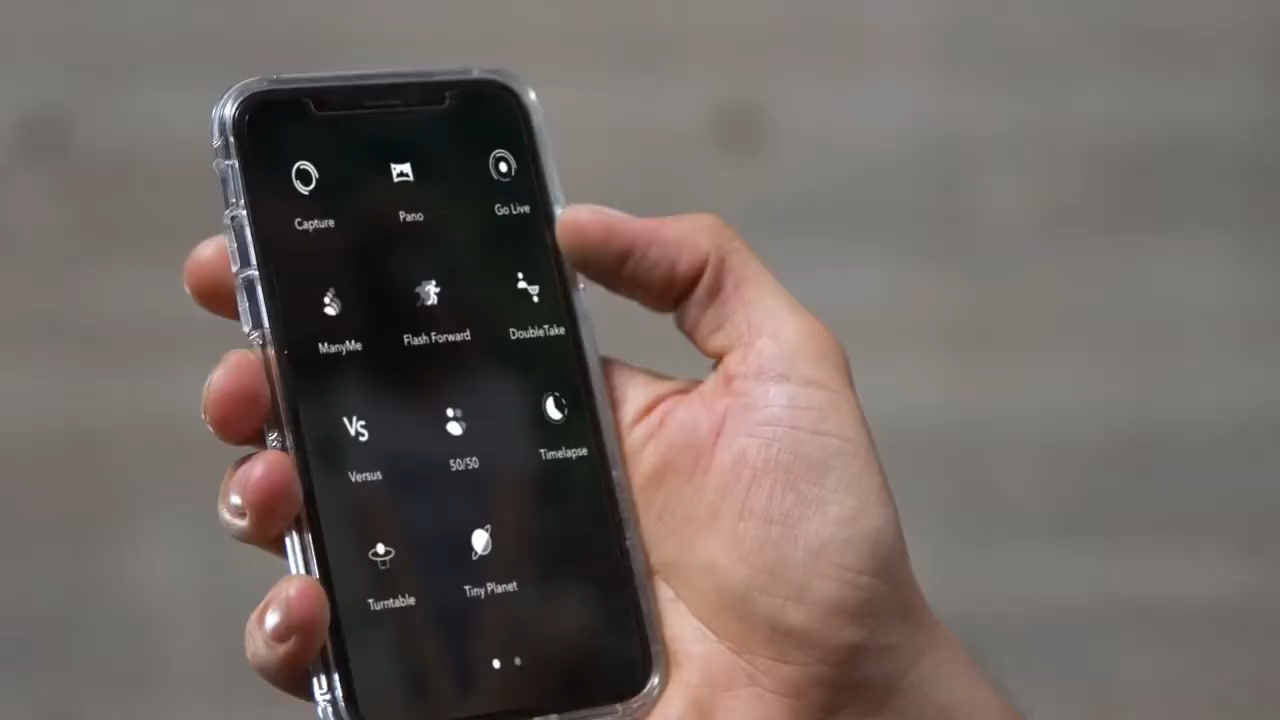 Capture
Pano
Go Live
ManyMe
Flash Forward
DoubleTake
Vs
Versus
50/50
Timelapse
Turntable
Tiny Planet